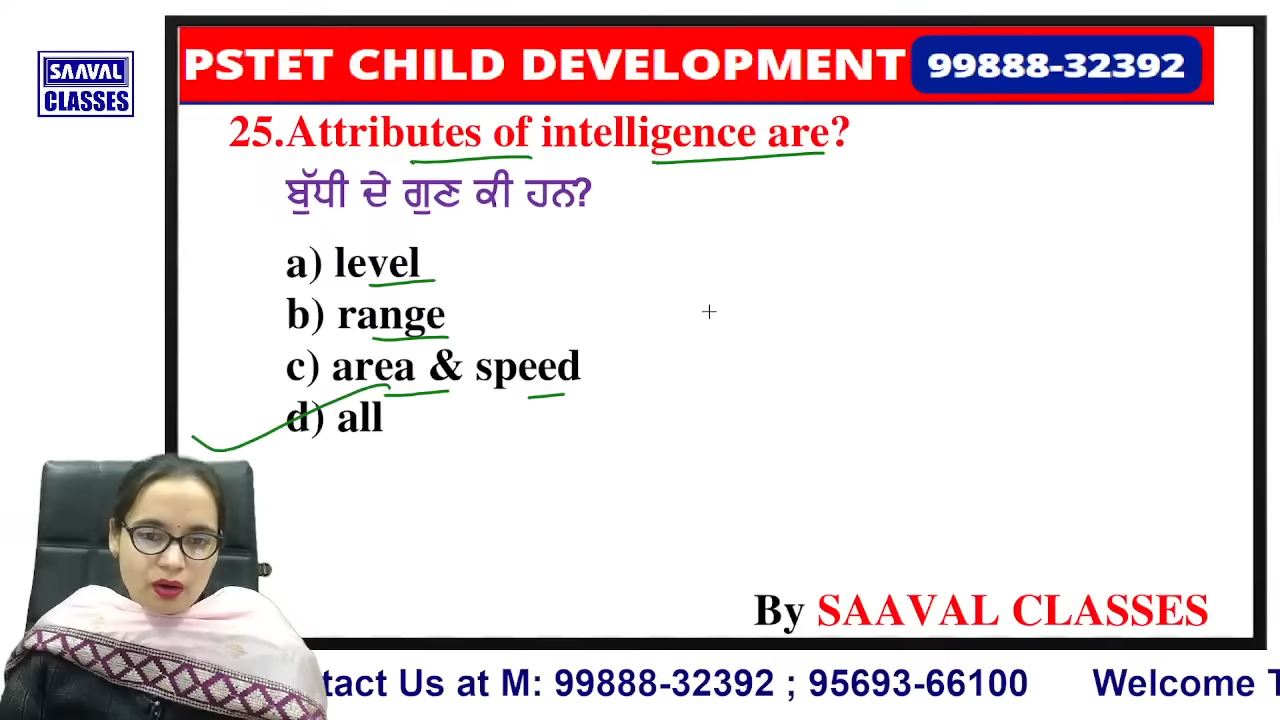 SAAVAL
CLASSES
PSTET CHILD DEVELOPMENT 99888-32392
25.Attributes of intelligence are?
ਬੁੱਧੀ ਦੇ ਗੁਣ ਕੀ ਹਨ?
a) level
b) range
c) area & speed
d) all
By SAAVAL CLASSES
tact Us at M: 99888-32392 ; 95693-66100 Welcome T